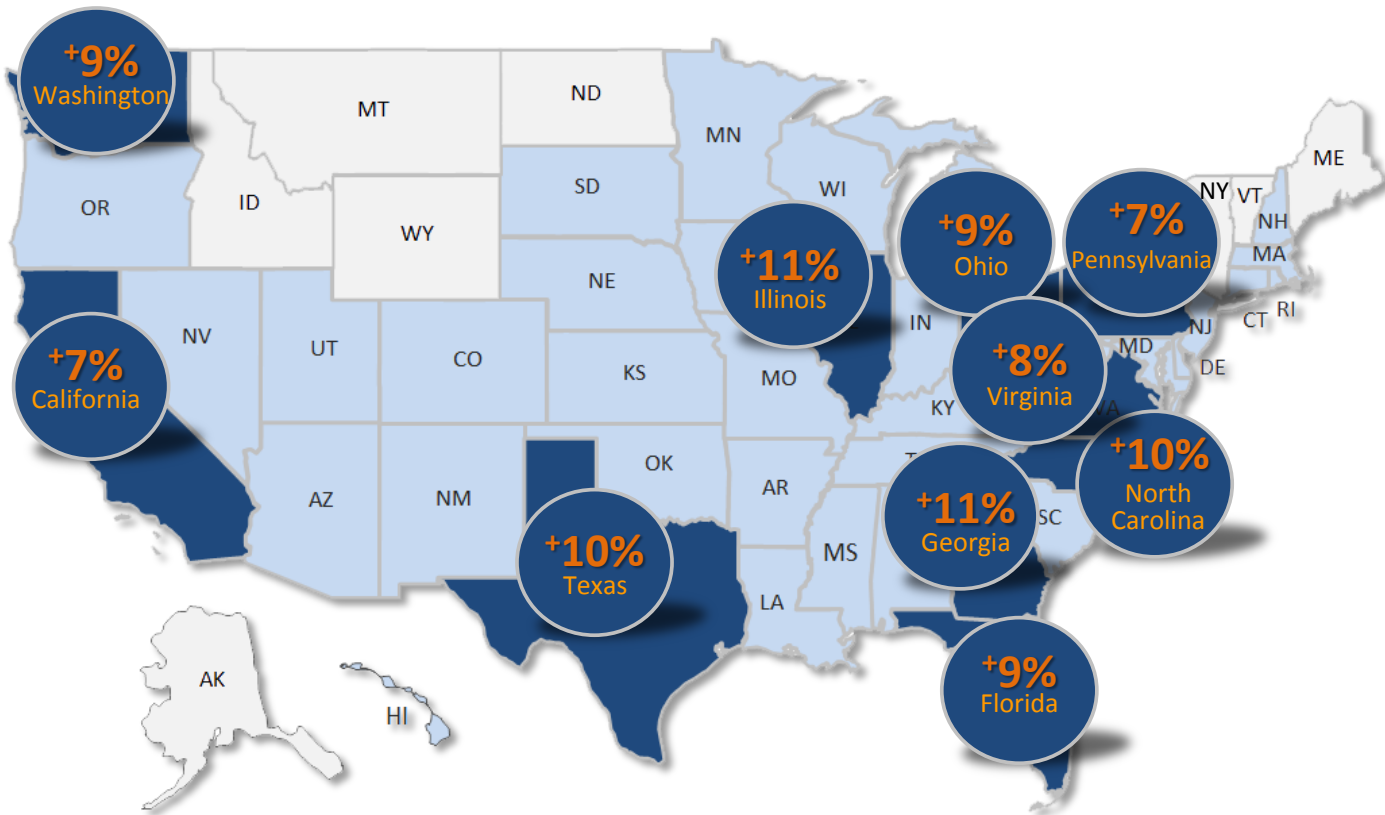 +9%
Washington
MT
ND
MN
ME
OR
ID
SD
WI
NY
VT
NH
WY
+11%
Illinois
+9%
Ohio
+7%
Pennsylvania
MA
NE
CT
RI
NV
UT
CO
IN
NJ
+7%
California
KS
MO
+8%
Virginia
MD
DE
KY
VA
AZ
NM
OK
AR
+10%
North
Carolina
+11%
Georgia
SC
+10%
Texas
MS
LA
AK
HI
+9%
Florida